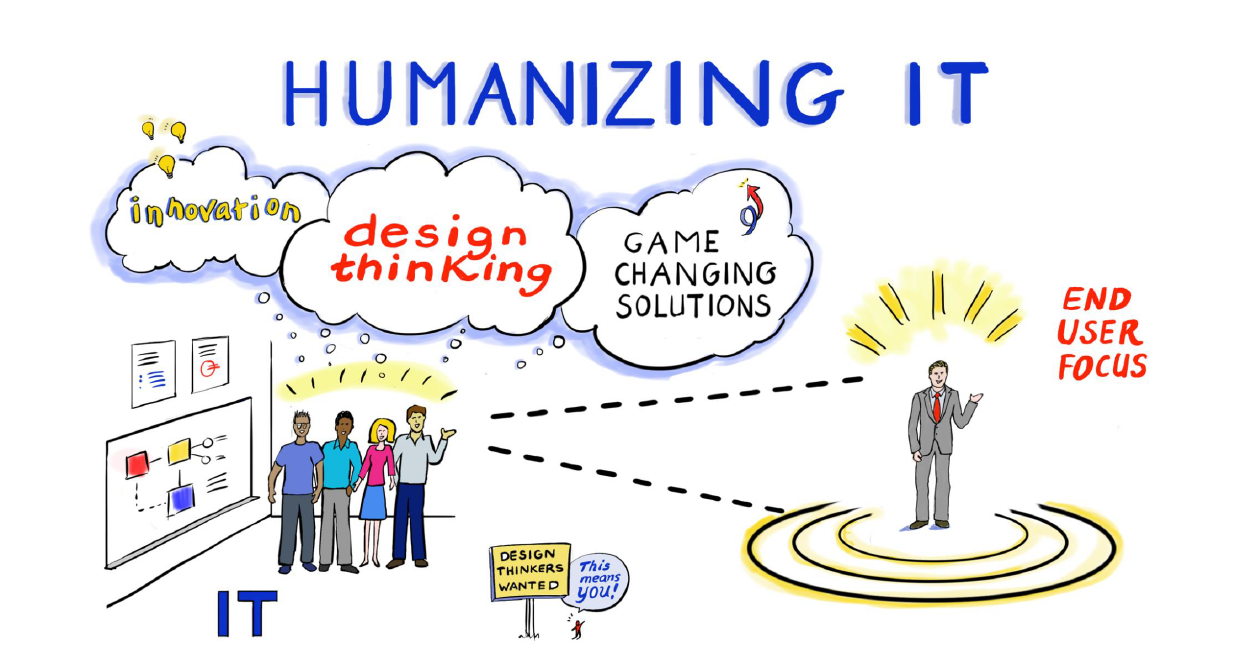 HUMANIZING IT
innovation
design
thinking
GAME
CHANGING
SOLUTIONS
END
USER
FOCUS
DESIGN
THINKERS
WANTED
This
means
YOU!
IT